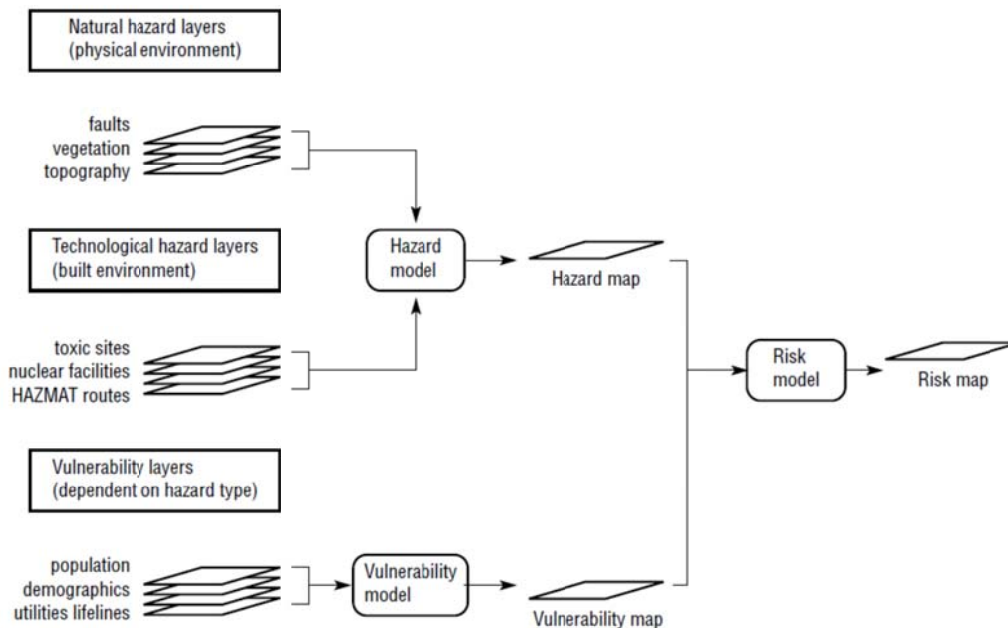 Natural hazard layers
(physical environment)
faults
vegetation
topography
Technological hazard layers
(built environment)
Hazard
model
Hazard map
toxic sites
nuclear facilities
HAZMAT routes
Risk
model
Risk map
Vulnerability layers
(dependent on hazard type)
population
demographics
utilities lifelines
Vulnerability
model
Vulnerability map